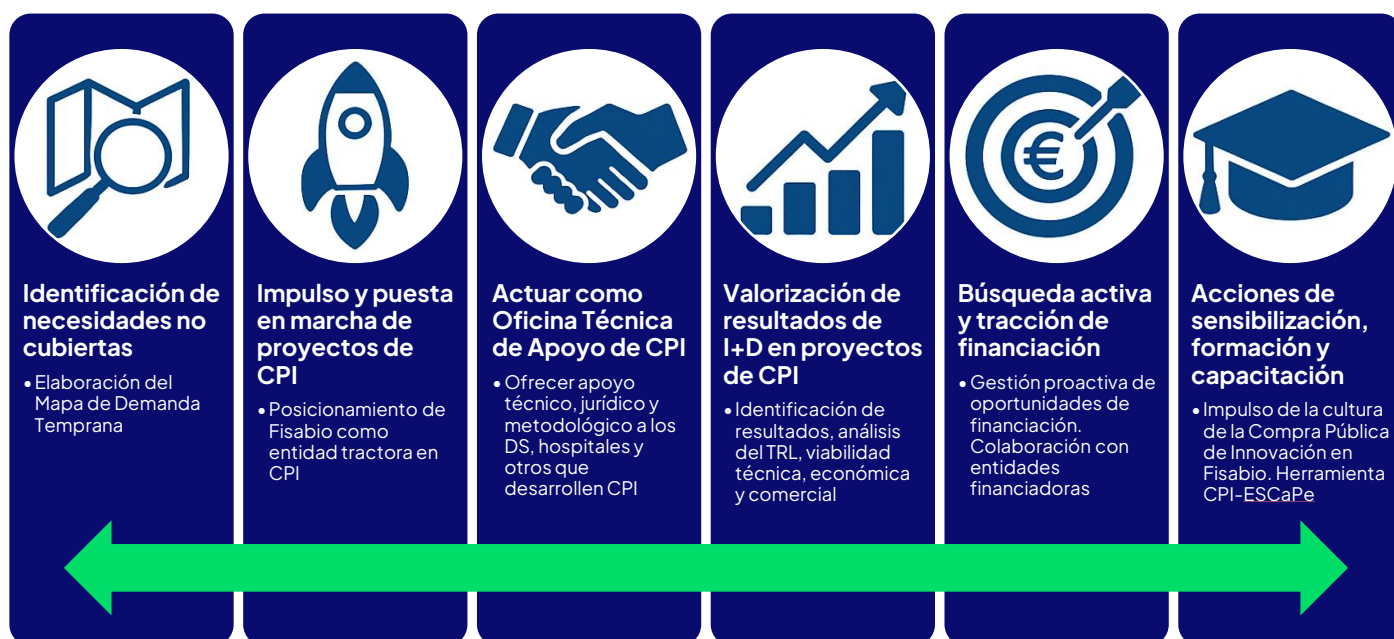 Identificación de
necesidades no
cubiertas
• Elaboración del
Mapa de Demanda
Temprana
Impulso y puesta
en marcha de
proyectos de
CPI
• Posicionamiento de
Fisabio como
entidad tractora en
CPI
Actuar como
Oficina Técnica
de Apoyo de CPI
• Ofrecer apoyo
técnico, jurídico y
metodológico a los
DS, hospitales y
otros que
desarrollen CPI
Valorización de
resultados de
I+D en proyectos
de CPI
• Identificación de
resultados, análisis
del TRL, viabilidad
técnica, económica
y comercial
€
Búsqueda activa
y tracción de
financiación
• Gestión proactiva de
oportunidades de
financiación.
Colaboración con
entidades
financiadoras
Acciones de
sensibilización,
formación y
capacitación
• Impulso de la cultura
de la Compra Pública
de Innovación en
Fisabio. Herramienta
CPI-ESCaPe